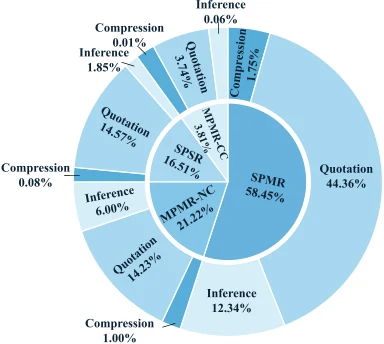 Inference
0.06%
Compression
0.01%
Inference
1.85%
Quotation
3.74%
Compression
1.75%
Quotation
14.57%
MPMR-CC
3.81%
SPSR
16.51%
SPMR
58.45%
Quotation
44.36%
Compression
0.08%
Inference
6.00%
MPMR-NC
21.22%
Quotation
14.23%
Inference
12.34%
Compression
1.00%